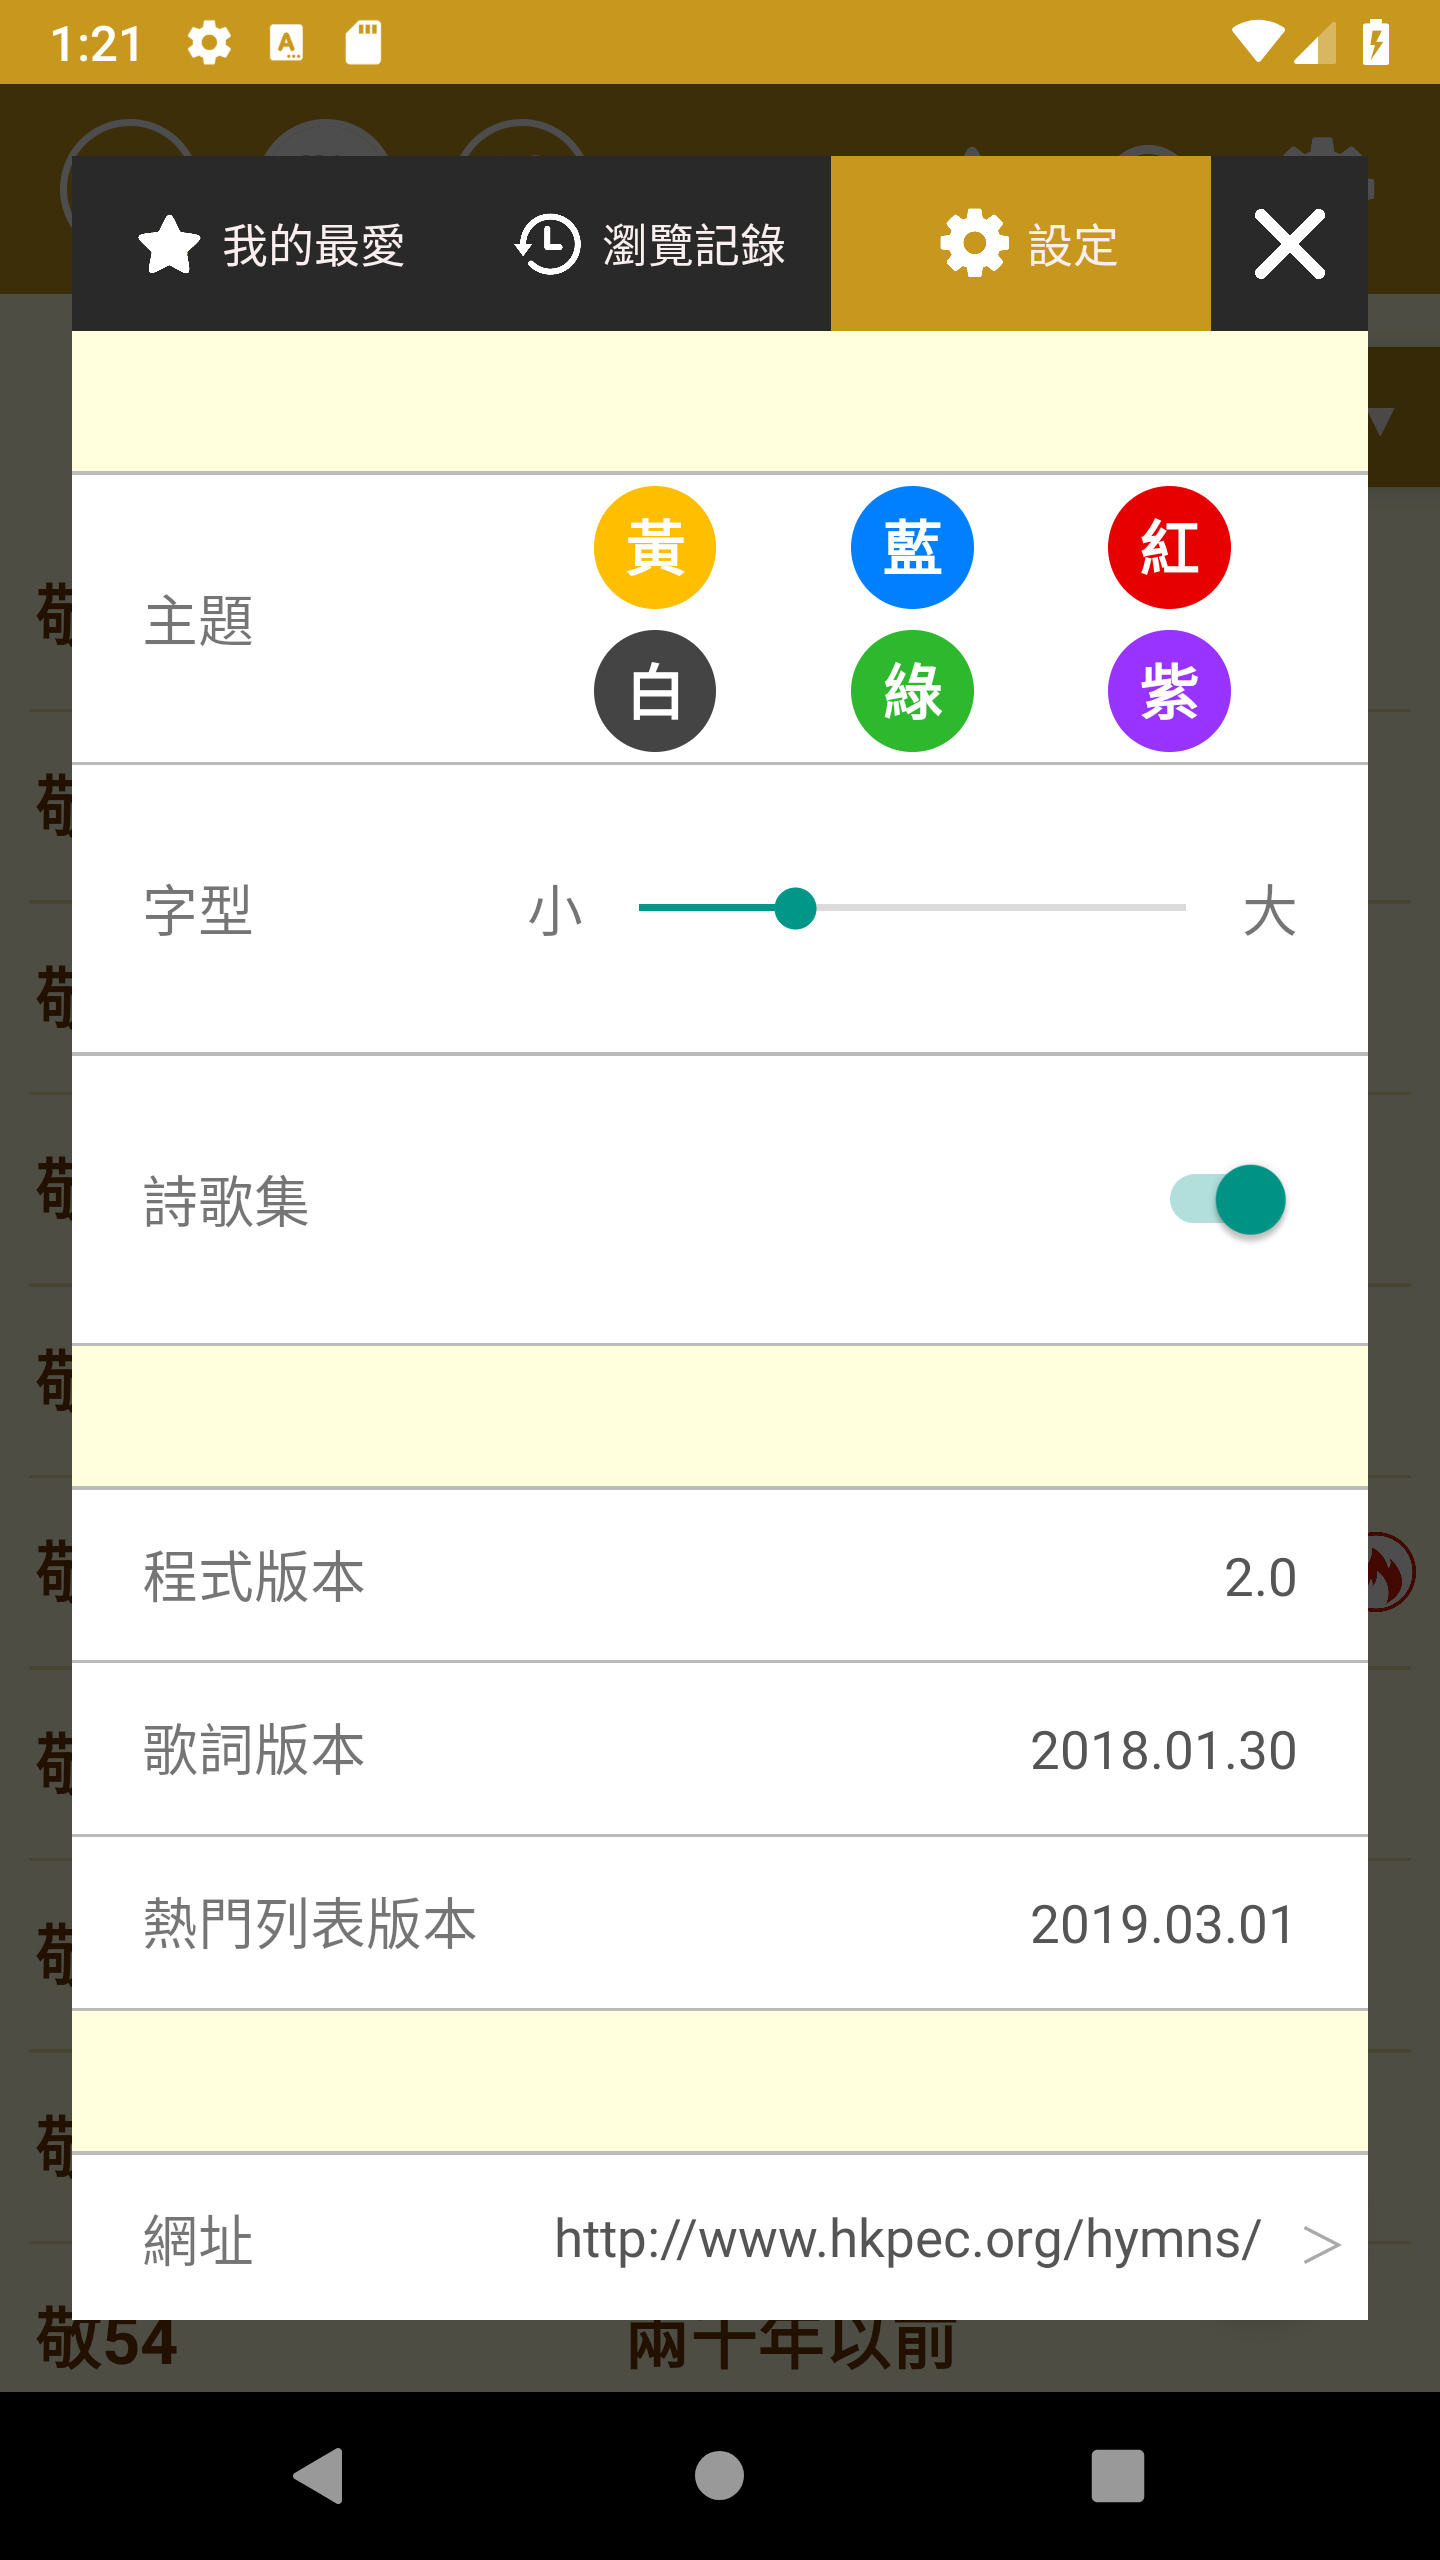 1:21
我的最愛
瀏覽記錄
設定
主題
黃
藍
紅
白
綠
紫
字型
小
大
詩歌集
程式版本
2.0
歌詞版本
2018.01.30
熱門列表版本
2019.03.01
網址
http://www.hkpec.org/hymns/
>
敬54
兩千年以前